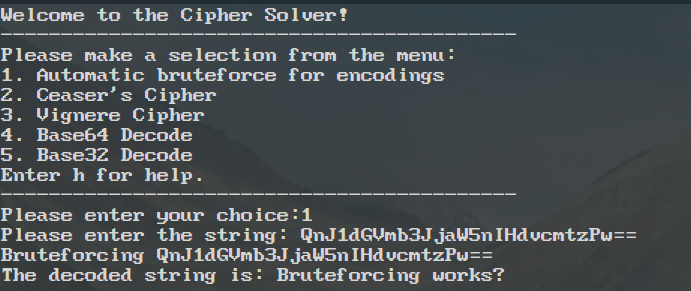 Welcome to the Cipher Solver!
-------------------------------------------
Please make a selection from the menu:
1. Automatic bruteforce for encodings
2. Ceaser's Cipher
3. Vignere Cipher
4. Base64 Decode
5. Base32 Decode
Enter h for help.
-------------------------------------------
Please enter your choice:1
Please enter the string: QnJ1dGVmb3JjaW5nIHdvcmtzPw==
Bruteforcing QnJ1dGVmb3JjaW5nIHdvcmtzPw==
The decoded string is: Bruteforcing works?